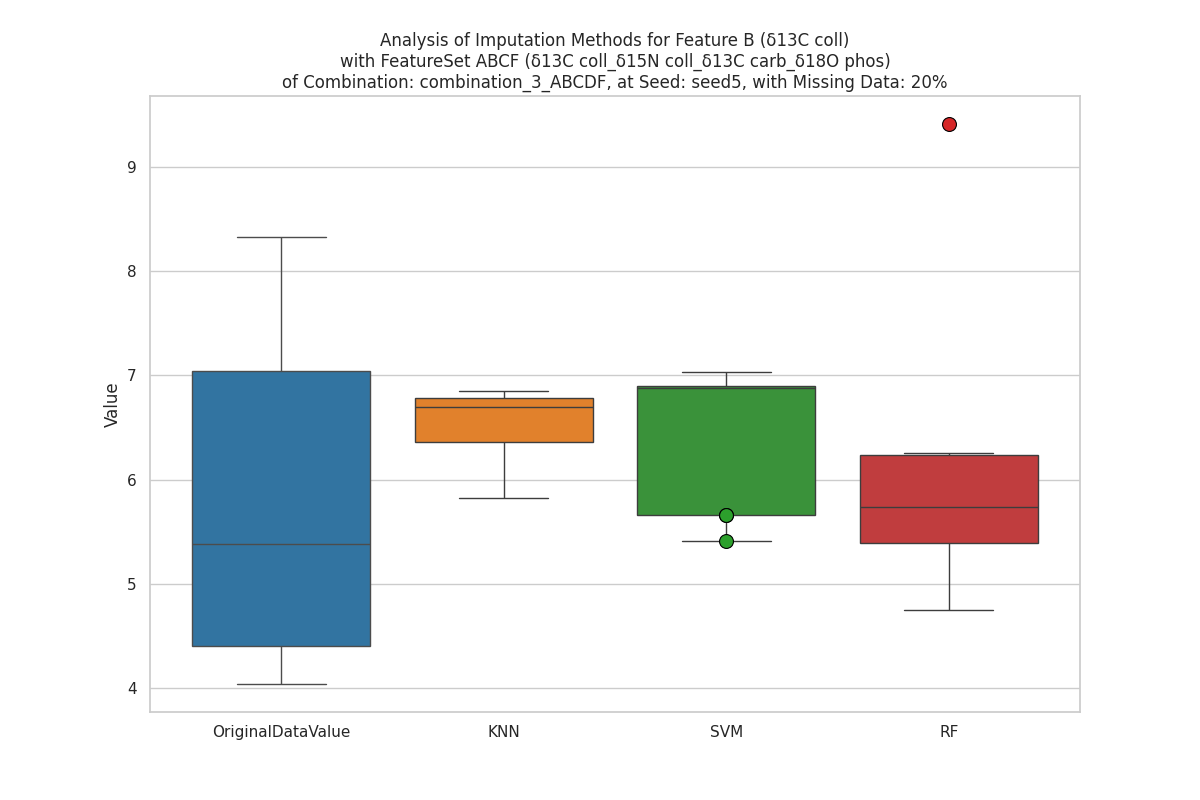 Analysis of Imputation Methods for Feature B (δ13C coll)
with FeatureSet ABCF (δ13C coll_δ15N coll_δ13C carb_δ18O phos)
of Combination: combination_3_ABCDF, at Seed: seed5, with Missing Data: 20%
9
8
7
6
5
4
Value
OriginalDataValue
KNN
SVM
RF